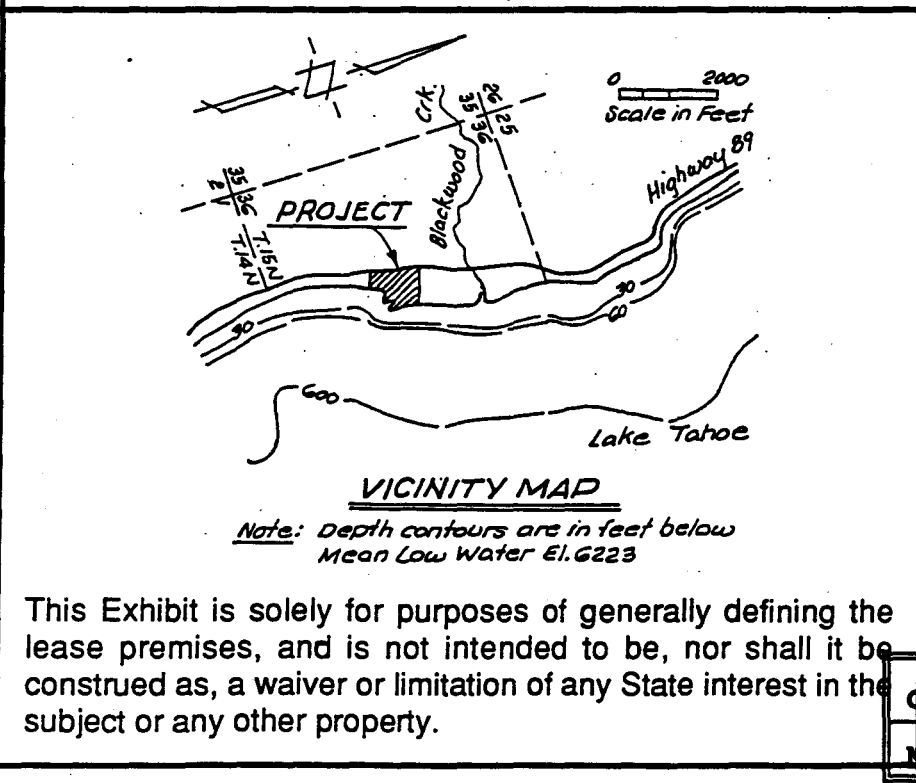 0 2000
Scale in Feet
26 25
35 36
Crk.
Blackwood
Highway 89
35 36
2 1
T.15N
T.14N
PROJECT
30
60
30
600
Lake Tahoe
VICINITY MAP
Note: Depth contours are in feet below
Mean Low Water El. 6223
This Exhibit is solely for purposes of generally defining the
lease premises, and is not intended to be, nor shall it be
construed as, a waiver or limitation of any State interest in the
subject or any other property.